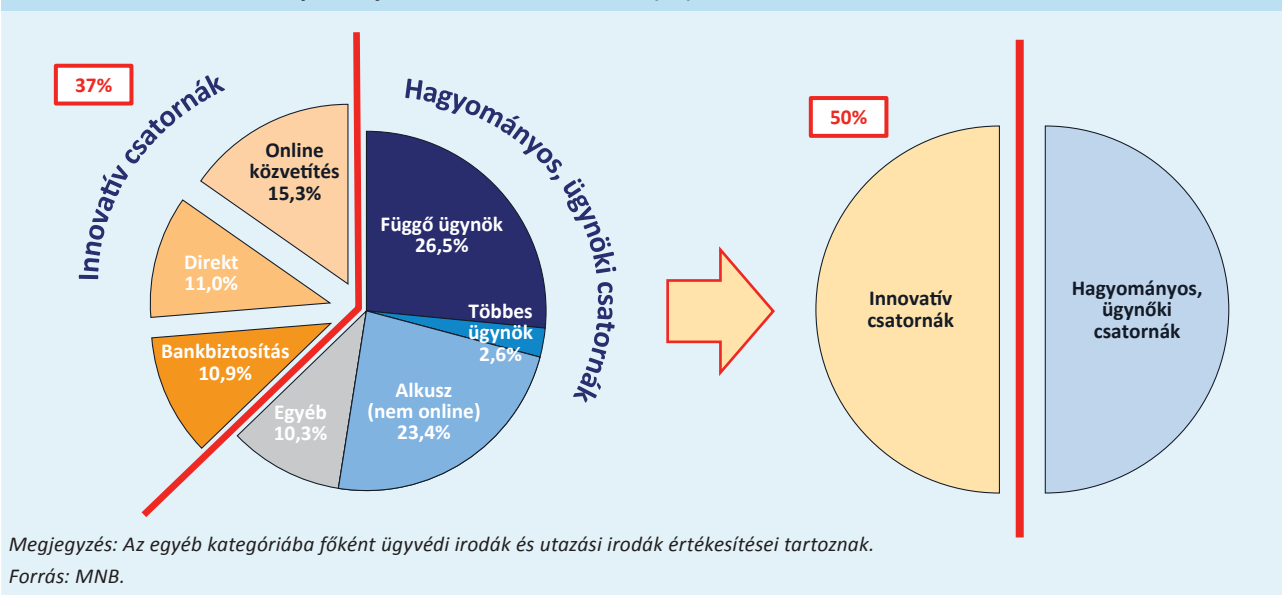 37%
Innovatív csatornák
Hagyományos, ügynöki csatornák
Online
közvetítés
15,3%
Direkt
11,0%
Bankbiztosítás
10,9%
Függő ügynök
26,5%
Többes
ügynök
2,6%
Alkusz
(nem online)
23,4%
Egyéb
10,3%
50%
Innovatív
csatornák
Hagyományos,
ügynőki
csatornák
Megjegyzés: Az egyéb kategóriába főként ügyvédi irodák és utazási irodák értékesítései tartoznak.
Forrás: MNB.